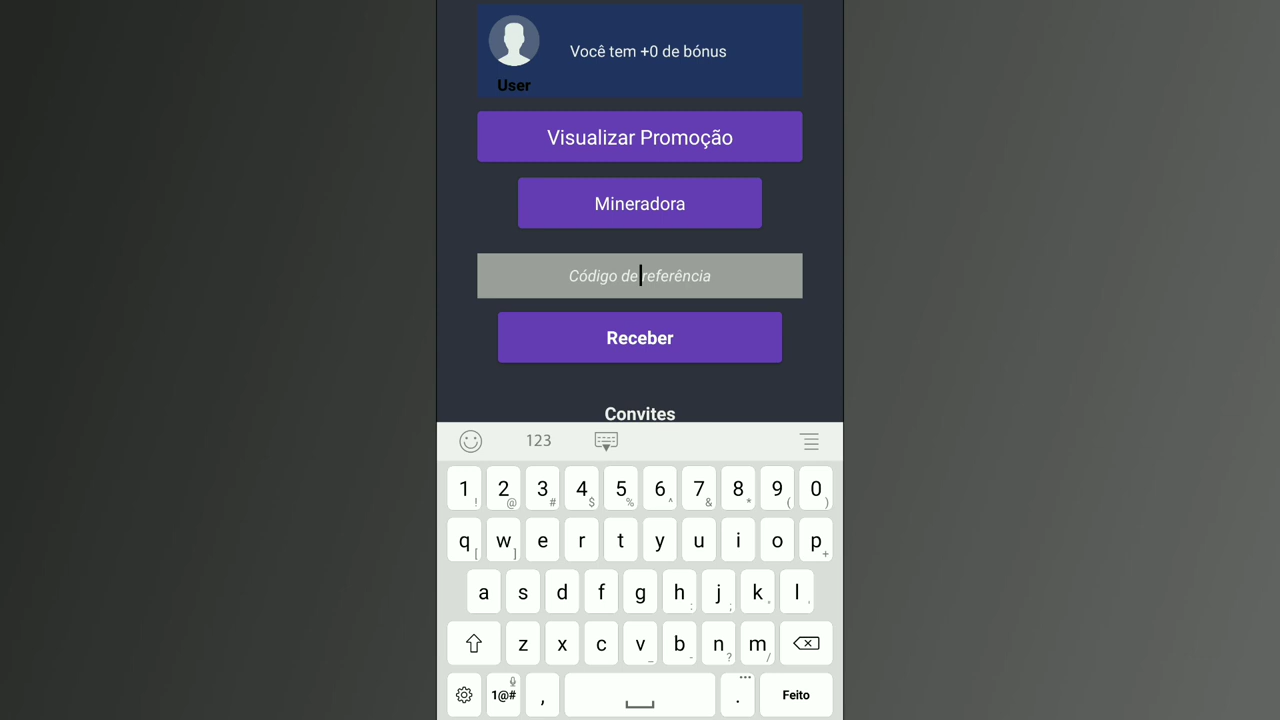 Você tem +0 de bónus
User
Visualizar Promoção
Mineradora
Código de referência
Receber
Convites
123
1 ! 2 @ 3 # 4 $ 5 % 6 ^ 7 & 8 * 9 ( 0 )
q [ w ] e r t y u i o p +
a s d f g h : j ; k ' l '
z x c v _ b - n ? m /
1@# , . ... Feito